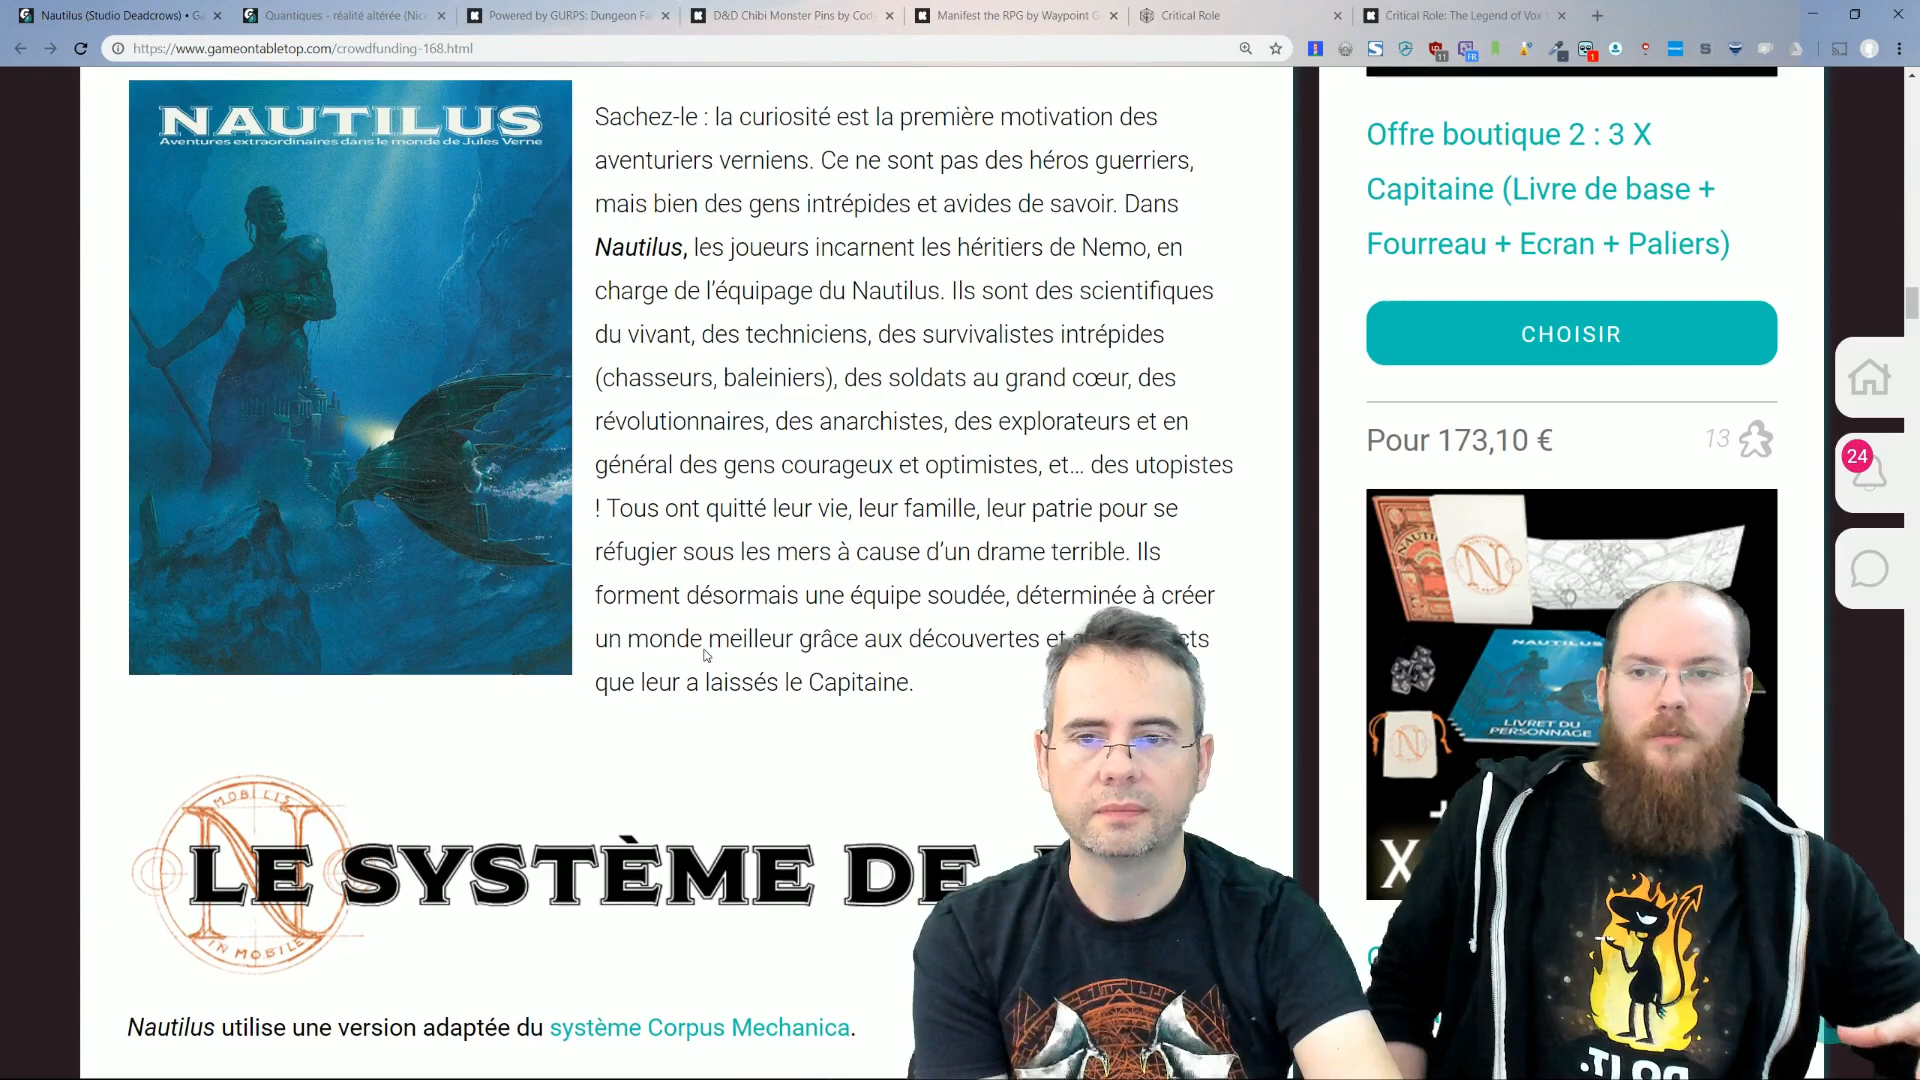 Nautilus (Studio Deadcrows) • G
Quantiques - réalité altérée (Nic
Powered by GURPS: Dungeon Fa
D&D Chibi Monster Pins by Cod
Manifest the RPG by Waypoint G
Critical Role
Critical Role: The Legend of Vox
https://www.gameontabletop.com/crowdfunding-168.html
NAUTILUS
Aventures extraordinaires dans le monde de Jules Verne
Sachez-le : la curiosité est la première motivation des
aventuriers verniens. Ce ne sont pas des héros guerriers,
mais bien des gens intrépides et avides de savoir. Dans
Nautilus, les joueurs incarnent les héritiers de Nemo, en
charge de l’équipage du Nautilus. Ils sont des scientifiques
du vivant, des techniciens, des survivalistes intrépides
(chasseurs, baleiniers), des soldats au grand cœur, des
révolutionnaires, des anarchistes, des explorateurs et en
général des gens courageux et optimistes, et... des utopistes
! Tous ont quitté leur vie, leur famille, leur patrie pour se
réfugier sous les mers à cause d’un drame terrible. Ils
forment désormais une équipe soudée, déterminée à créer
un monde meilleur grâce aux découvertes et
que leur a laissés le Capitaine.
MOBILIS
N
IN MOBILE
LE SYSTÈME DE
Nautilus utilise une version adaptée du système Corpus Mechanica.
Offre boutique 2 : 3 X
Capitaine (Livre de base +
Fourreau + Ecran + Paliers)
CHOISIR
Pour 173,10 €
13
NAUTILUS
N
NAUTILUS
LIVRET DU
PERSONNAGE
N
+
X
24
11
FR
1
DO IT.